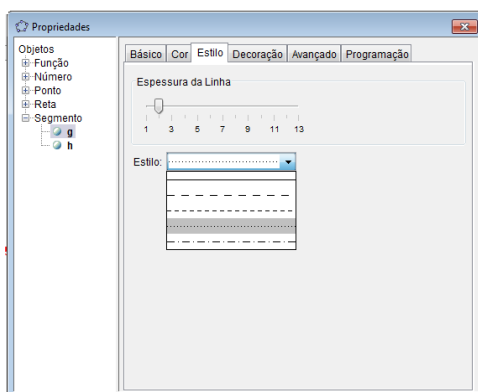 Propriedades
Objetos
Função
Número
Ponto
Reta
Segmento
g
h
Básico Cor Estilo Decoração Avançado Programação
Espessura da Linha
1 3 5 7 9 11 13
Estilo: